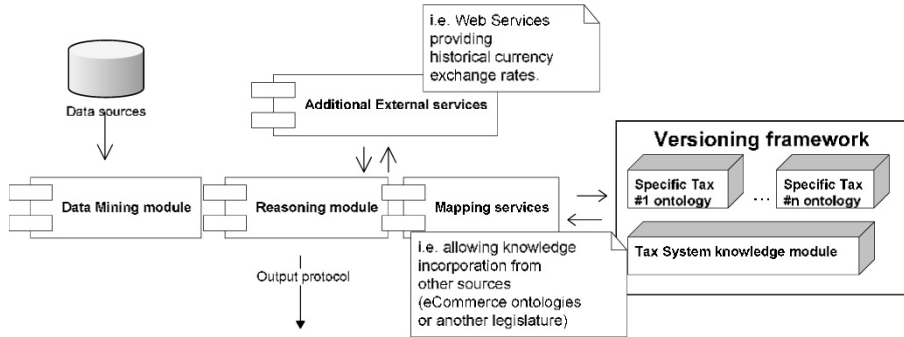 i.e. Web Services
providing
historical currency
exchange rates.
Additional External services
Data sources
Versioning framework
Specific Tax
#1 ontology
...
Specific Tax
#n ontology
Data Mining module
Reasoning module
Mapping services
Tax System knowledge module
i.e. allowing knowledge
incorporation from
other sources
(eCommerce ontologies
or another legislature)
Output protocol